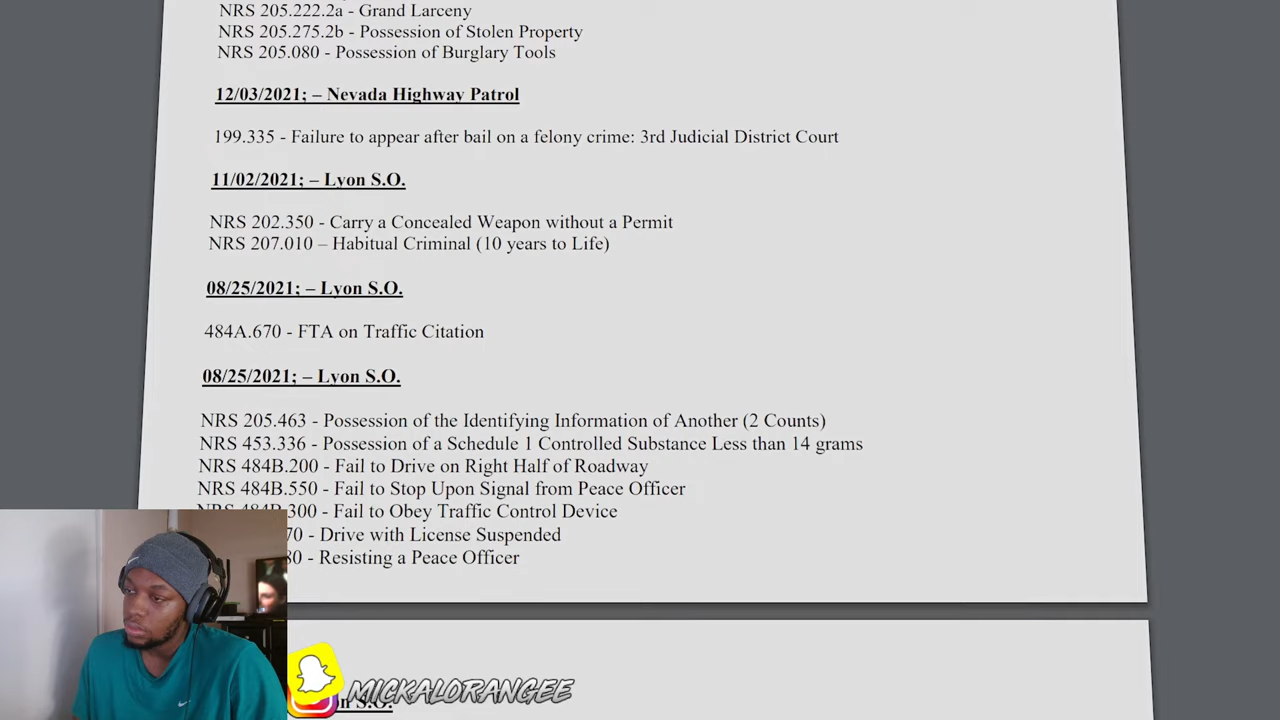 NRS 205.222.2a - Grand Larceny
NRS 205.275.2b - Possession of Stolen Property
NRS 205.080 - Possession of Burglary Tools
12/03/2021; – Nevada Highway Patrol
199.335 - Failure to appear after bail on a felony crime: 3rd Judicial District Court
11/02/2021; – Lyon S.O.
NRS 202.350 - Carry a Concealed Weapon without a Permit
NRS 207.010 – Habitual Criminal (10 years to Life)
08/25/2021; – Lyon S.O.
484A.670 - FTA on Traffic Citation
08/25/2021; – Lyon S.O.
NRS 205.463 - Possession of the Identifying Information of Another (2 Counts)
NRS 453.336 - Possession of a Schedule 1 Controlled Substance Less than 14 grams
NRS 484B.200 - Fail to Drive on Right Half of Roadway
NRS 484B.550 - Fail to Stop Upon Signal from Peace Officer
NRS 484B.300 - Fail to Obey Traffic Control Device
70 - Drive with License Suspended
80 - Resisting a Peace Officer
MICKALORANGEE
n S.O.